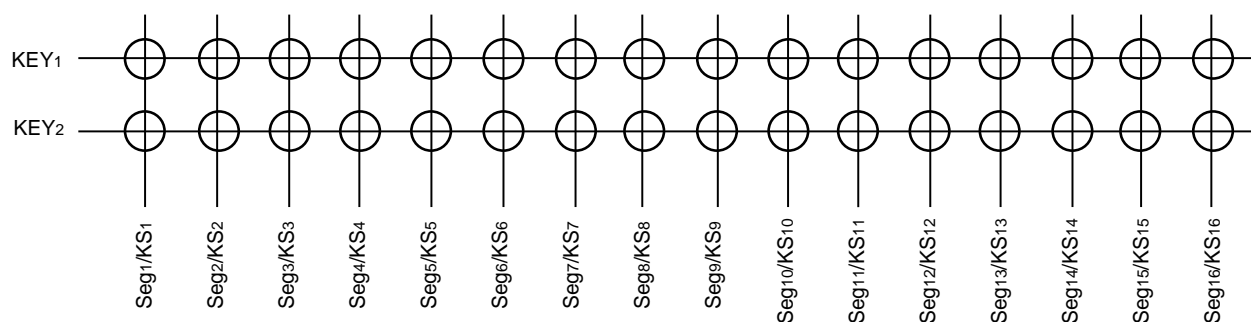 KEY1
KEY2
Seg1/KS1
Seg2/KS2
Seg3/KS3
Seg4/KS4
Seg5/KS5
Seg6/KS6
Seg7/KS7
Seg8/KS8
Seg9/KS9
Seg10/KS10
Seg11/KS11
Seg12/KS12
Seg13/KS13
Seg14/KS14
Seg15/KS15
Seg16/KS16